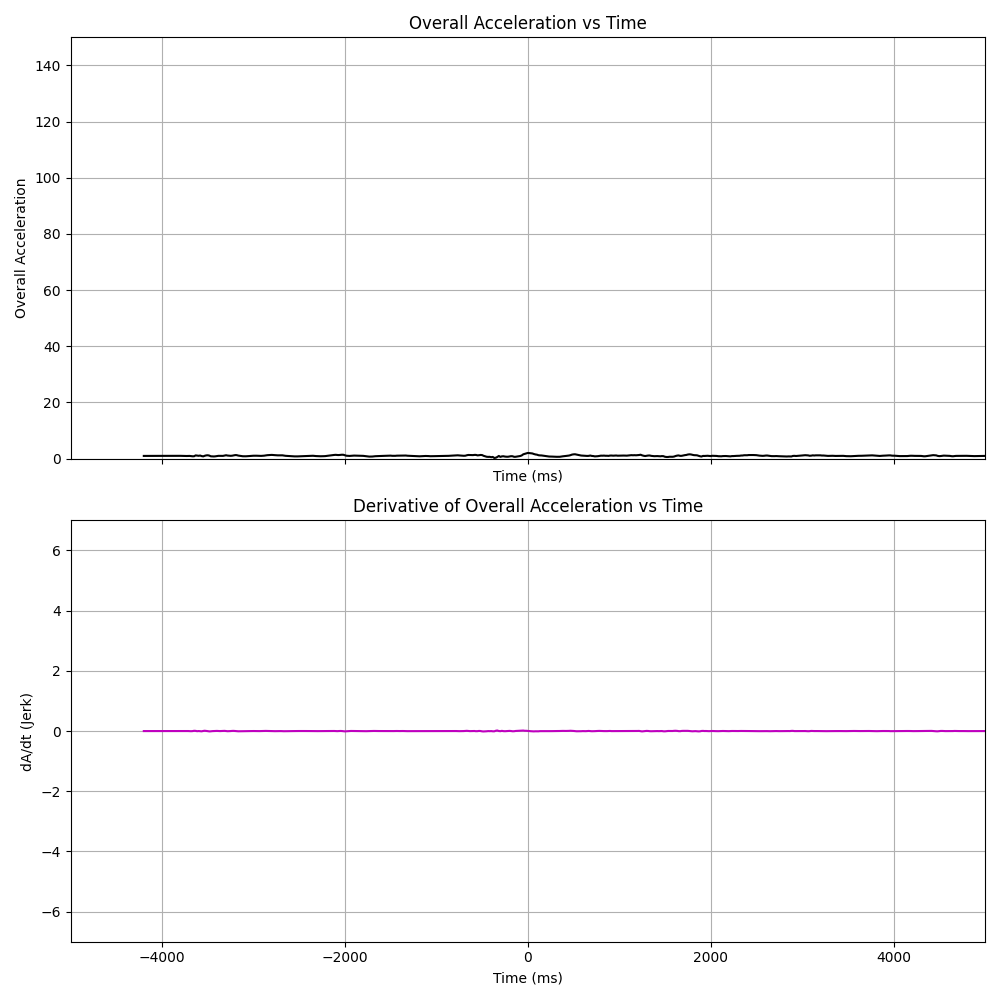 Overall Acceleration vs Time
140
120
100
80
60
40
20
0
Overall Acceleration
Time (ms)
Derivative of Overall Acceleration vs Time
6
4
2
0
−2
−4
−6
dA/dt (Jerk)
−4000 −2000 0 2000 4000
Time (ms)